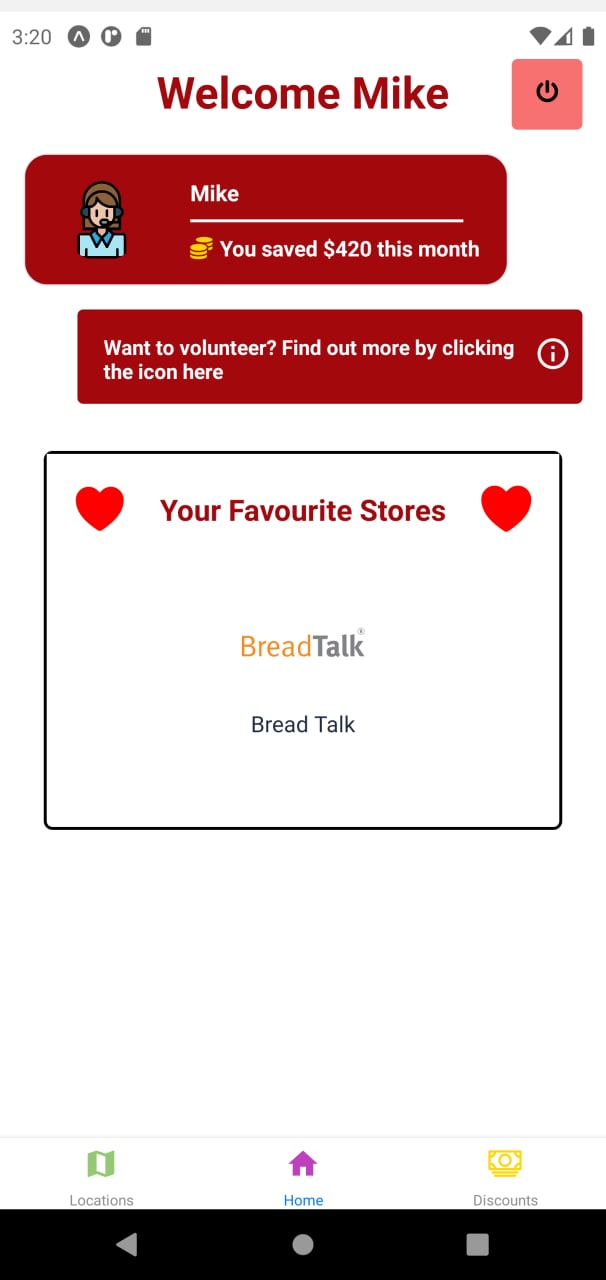 3:20
Welcome Mike
Mike
You saved $420 this month
Want to volunteer? Find out more by clicking
the icon here
Your Favourite Stores
BreadTalk®
Bread Talk
Locations
Home
Discounts